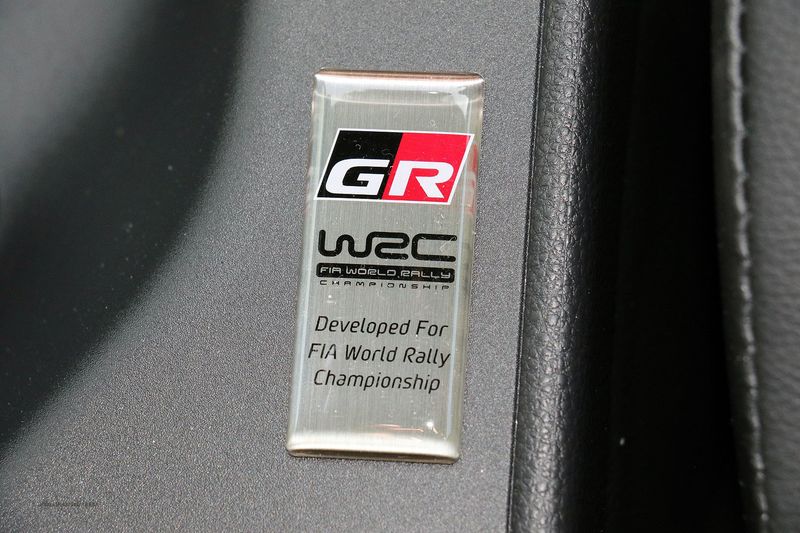 GR
WRC
FIA WORLD RALLY
CHAMPIONSHIP
Developed For
FIA World Rally
Championship